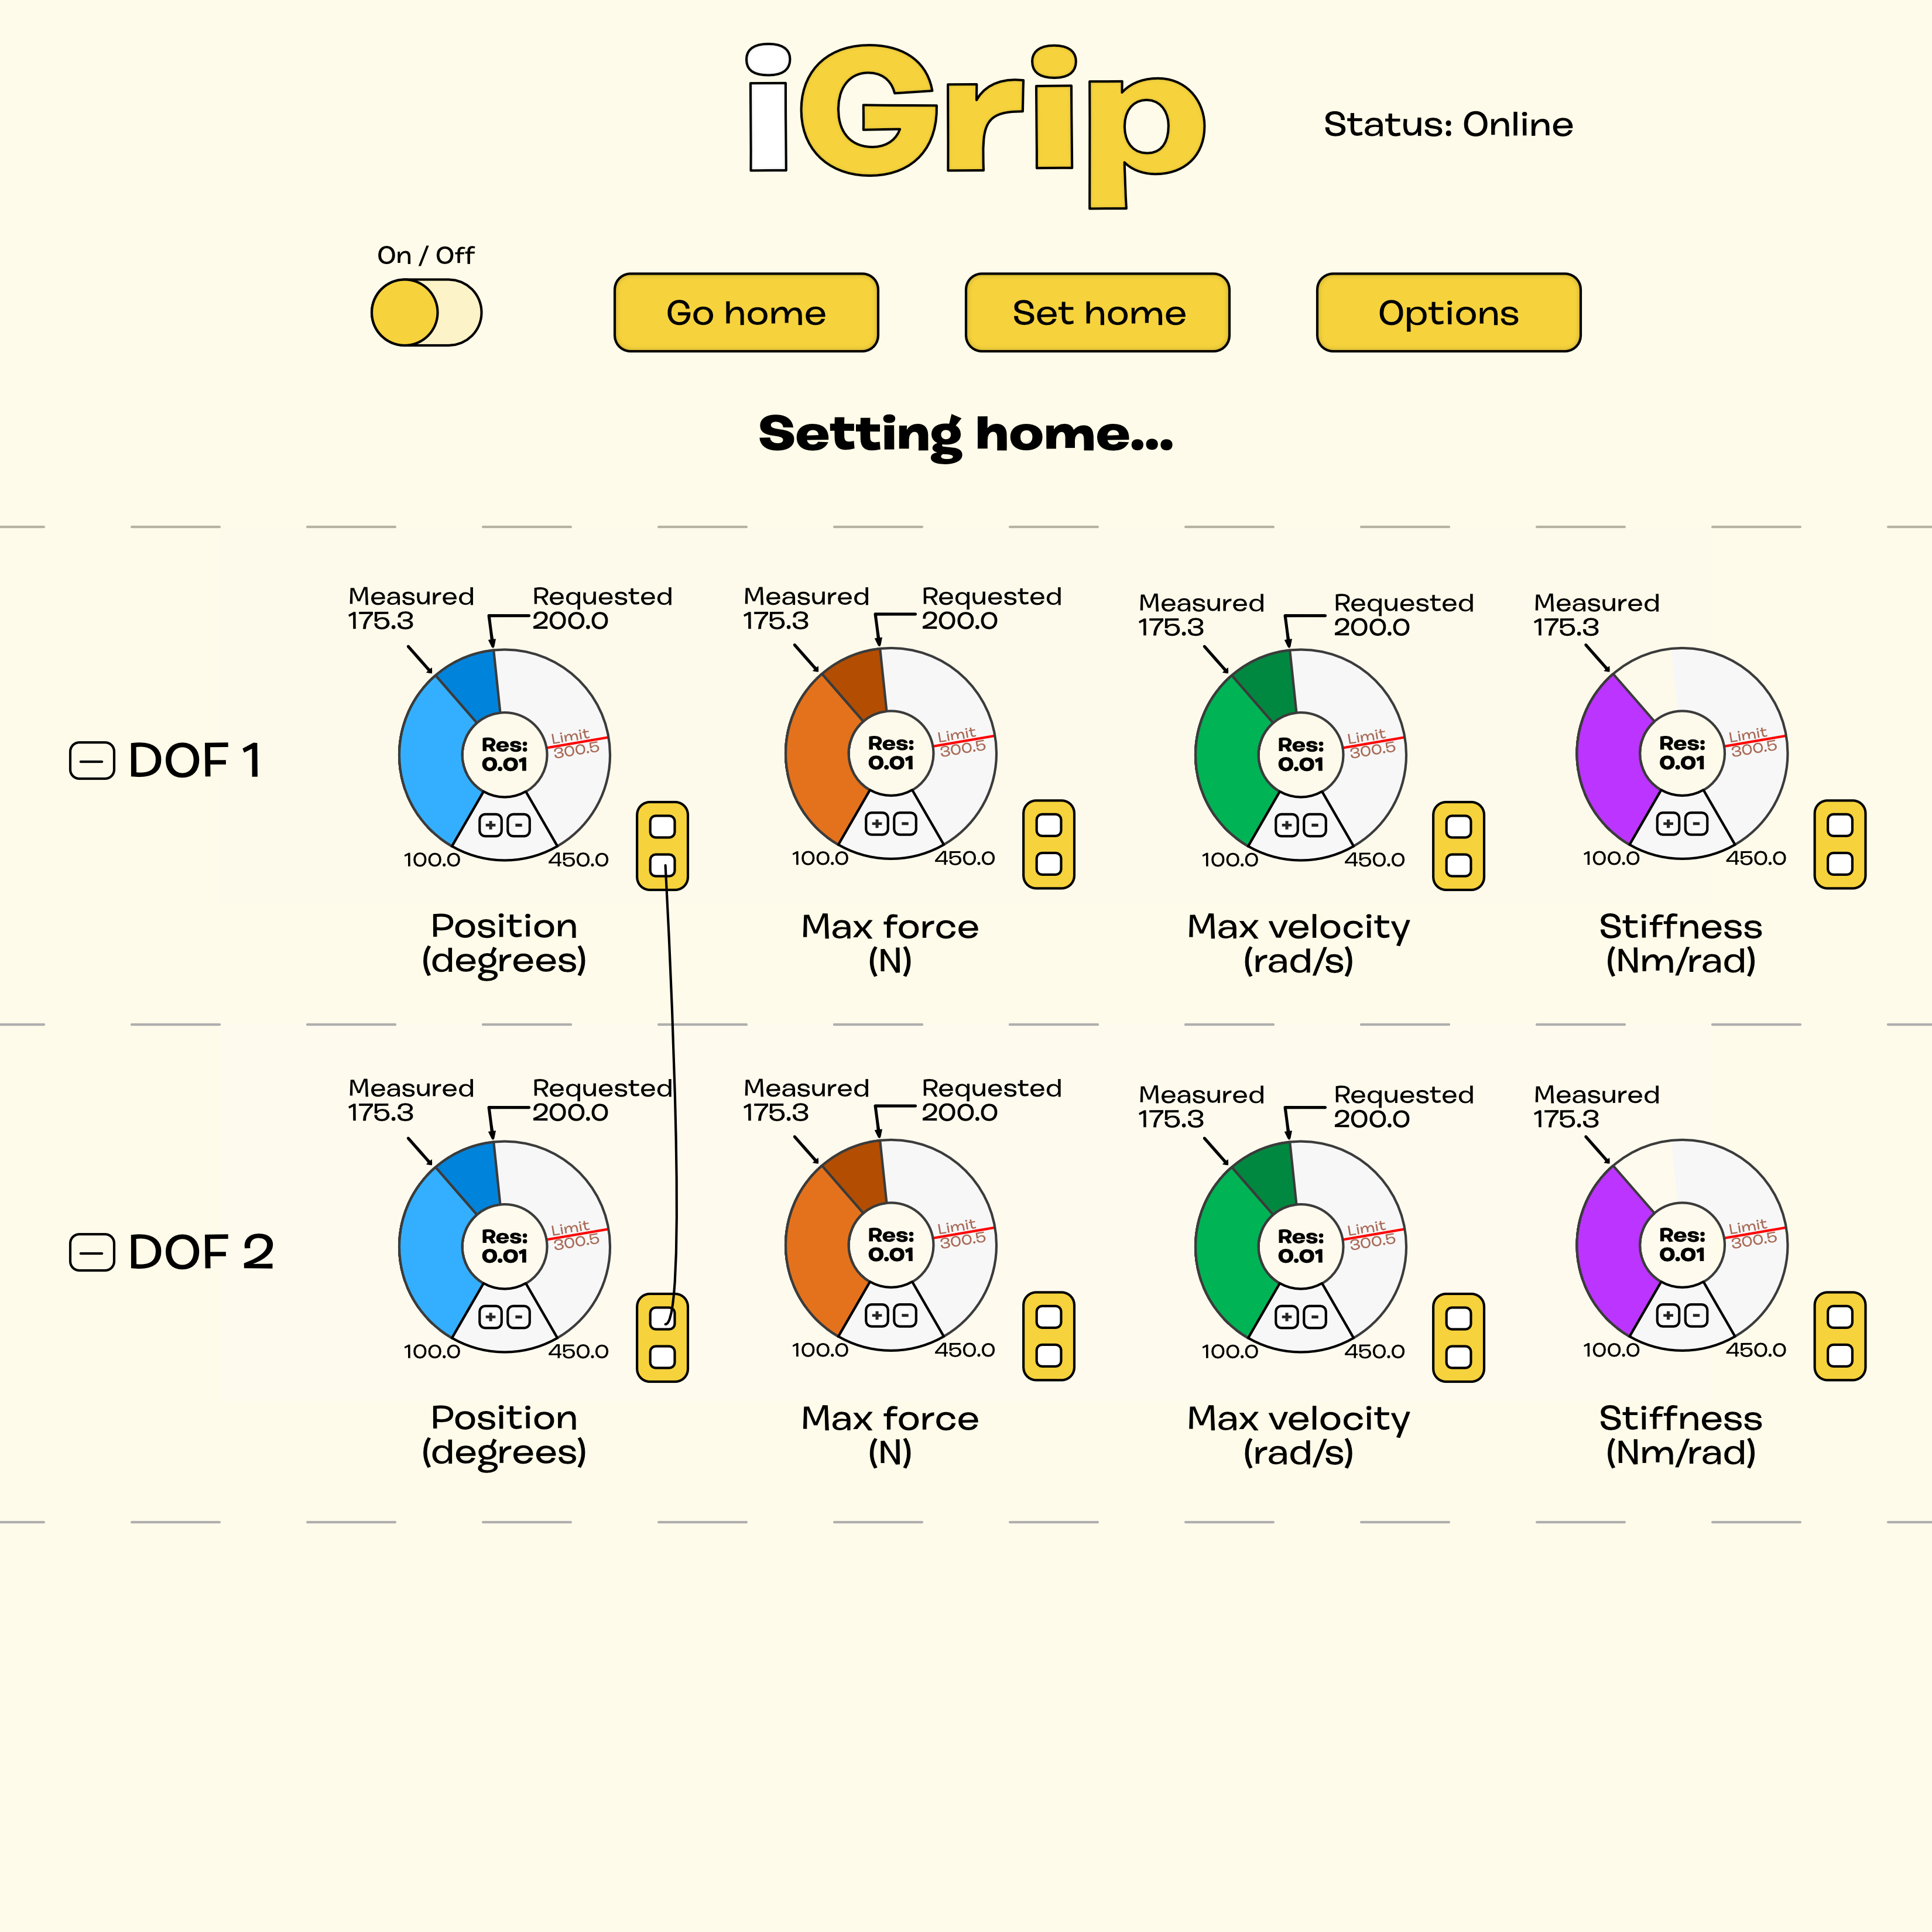 iGrip
Status: Online
On / Off
Go home
Set home
Options
Setting home...
DOF 1
Measured
175.3
Requested
200.0
Limit
300.5
Res:
0.01
+ -
100.0
450.0
Position
(degrees)
Measured
175.3
Requested
200.0
Limit
300.5
Res:
0.01
+ -
100.0
450.0
Max force
(N)
Measured
175.3
Requested
200.0
Limit
300.5
Res:
0.01
+ -
100.0
450.0
Max velocity
(rad/s)
Measured
175.3
Limit
300.5
Res:
0.01
+ -
100.0
450.0
Stiffness
(Nm/rad)
DOF 2
Measured
175.3
Requested
200.0
Limit
300.5
Res:
0.01
+ -
100.0
450.0
Position
(degrees)
Measured
175.3
Requested
200.0
Limit
300.5
Res:
0.01
+ -
100.0
450.0
Max force
(N)
Measured
175.3
Requested
200.0
Limit
300.5
Res:
0.01
+ -
100.0
450.0
Max velocity
(rad/s)
Measured
175.3
Limit
300.5
Res:
0.01
+ -
100.0
450.0
Stiffness
(Nm/rad)